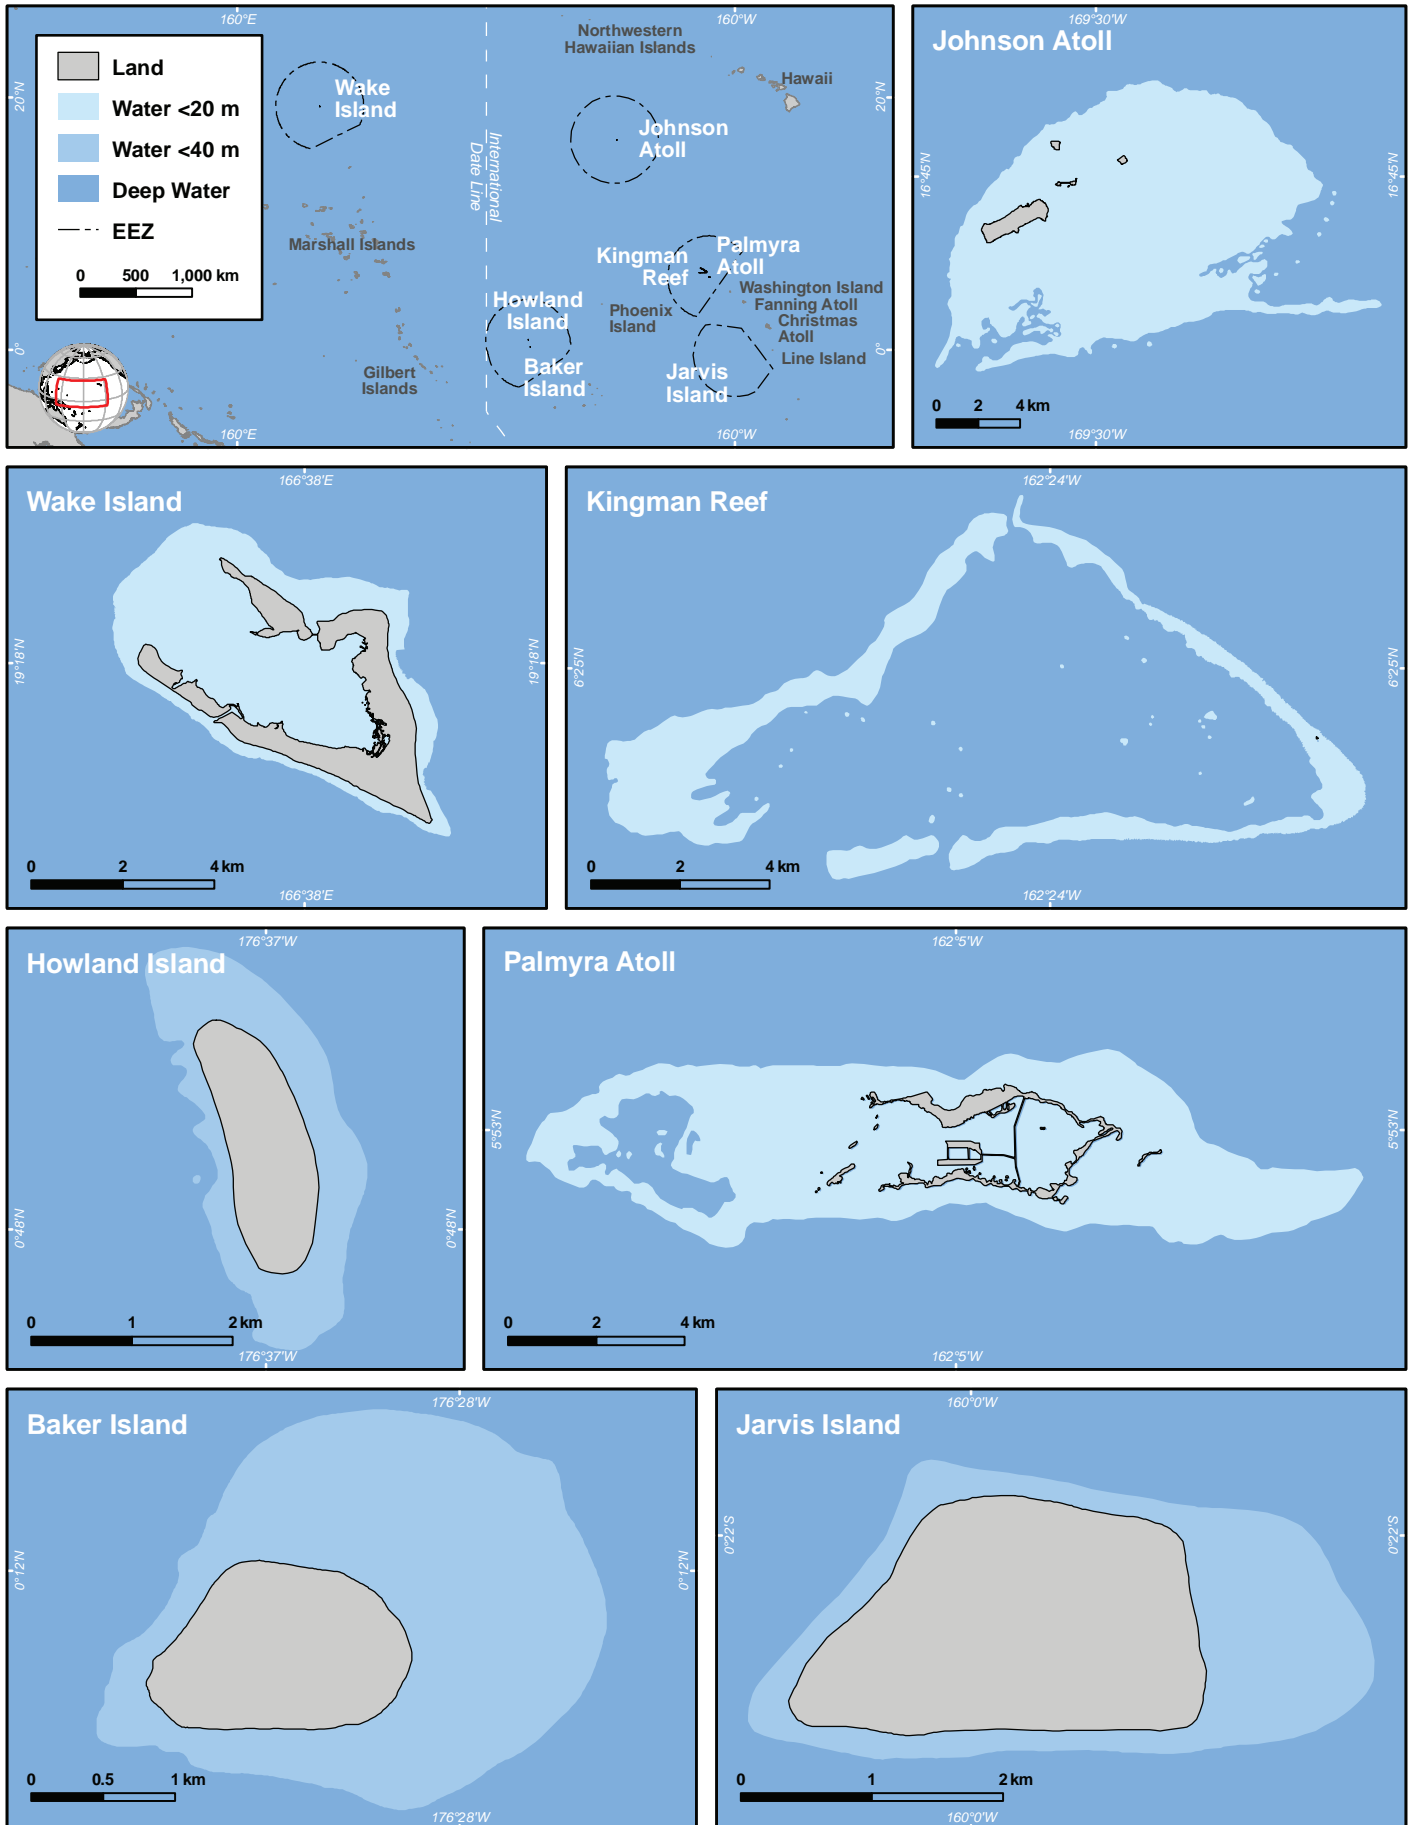 160°E
160°W
Land
Water <20 m
Water <40 m
Deep Water
EEZ
0 500 1,000 km
20°N
0°
20°N
0°
Wake
Island
Northwestern
Hawaiian Islands
Hawaii
Johnson
Atoll
International
Date Line
Marshall Islands
Kingman
Reef
Palmyra
Atoll
Washington Island
Fanning Atoll
Christmas
Atoll
Line Island
Phoenix
Island
Howland
Island
Baker
Island
Jarvis
Island
Gilbert
Islands
160°E
160°W
169°30'W
Johnson Atoll
16°45'N
16°45'N
0 2 4 km
169°30'W
166°38'E
Wake Island
19°18'N
19°18'N
0 2 4 km
166°38'E
162°24'W
Kingman Reef
6°25'N
6°25'N
0 2 4 km
162°24'W
176°37'W
Howland Island
0°48'N
0°48'N
0 1 2 km
176°37'W
162°5'W
Palmyra Atoll
5°53'N
5°53'N
0 2 4 km
162°5'W
176°28'W
Baker Island
0°12'N
0°12'N
0 0.5 1 km
176°28'W
160°0'W
Jarvis Island
0°22'S
0°22'S
0 1 2 km
160°0'W